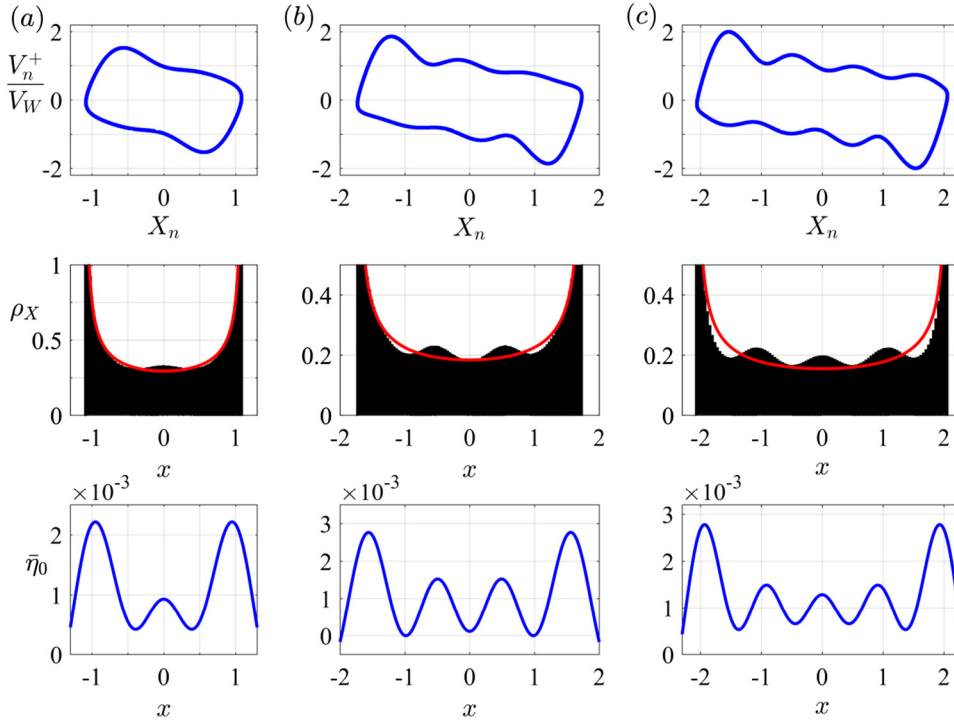 (a) (b) (c)
V_n^+ / V_W
2 1 0 -2
-1 0 1
X_n
2 0 -2
-2 -1 0 1 2
X_n
2 0 -2
-2 -1 0 1 2
X_n
ρ_X
1 0.5 0
-1 0 1
x
0.4 0.2 0
-2 -1 0 1 2
x
0.4 0.2 0
-2 -1 0 1 2
x
η̄_0
×10^-3
2 1 0
-1 0 1
x
×10^-3
3 2 1 0
-2 -1 0 1 2
x
×10^-3
3 2 1 0
-2 -1 0 1 2
x